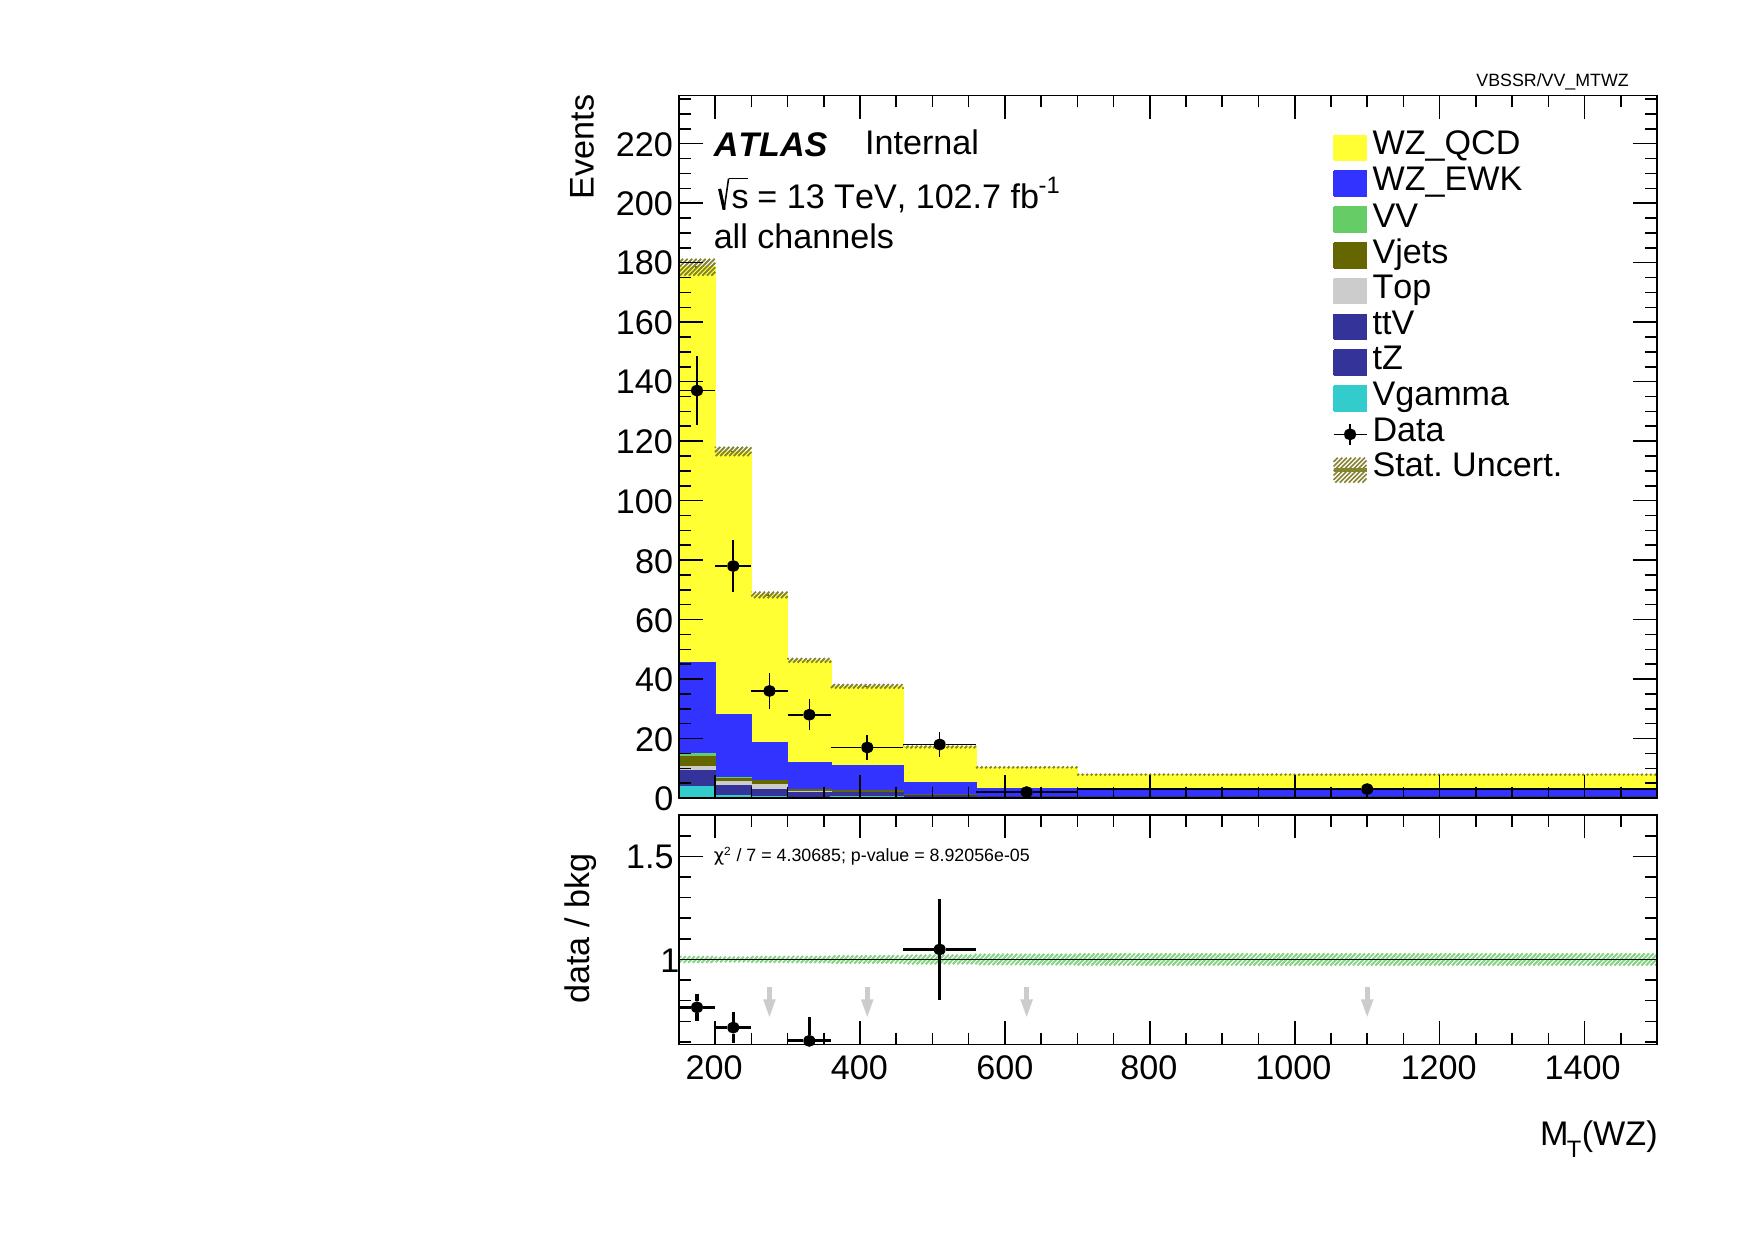 VBSSR/VV_MTWZ
Events
220
200
180
160
140
120
100
80
60
40
20
0
ATLAS Internal
√s = 13 TeV, 102.7 fb-1
all channels
WZ_QCD
WZ_EWK
VV
Vjets
Top
ttV
tZ
Vgamma
Data
Stat. Uncert.
data / bkg
1.5
1
χ2 / 7 = 4.30685; p-value = 8.92056e-05
200 400 600 800 1000 1200 1400
MT(WZ)